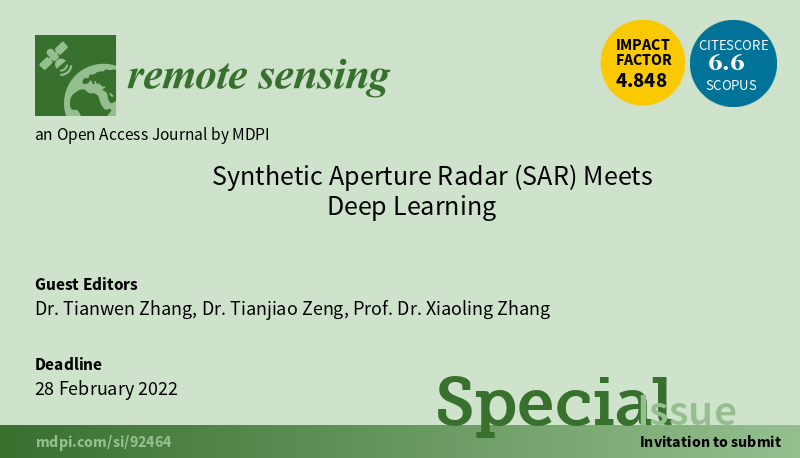 remote sensing
an Open Access Journal by MDPI
IMPACT
FACTOR
4.848
CITESCORE
6.6
SCOPUS
Synthetic Aperture Radar (SAR) Meets
Deep Learning
Guest Editors
Dr. Tianwen Zhang, Dr. Tianjiao Zeng, Prof. Dr. Xiaoling Zhang
Deadline
28 February 2022
Special Issue
mdpi.com/si/92464
Invitation to submit